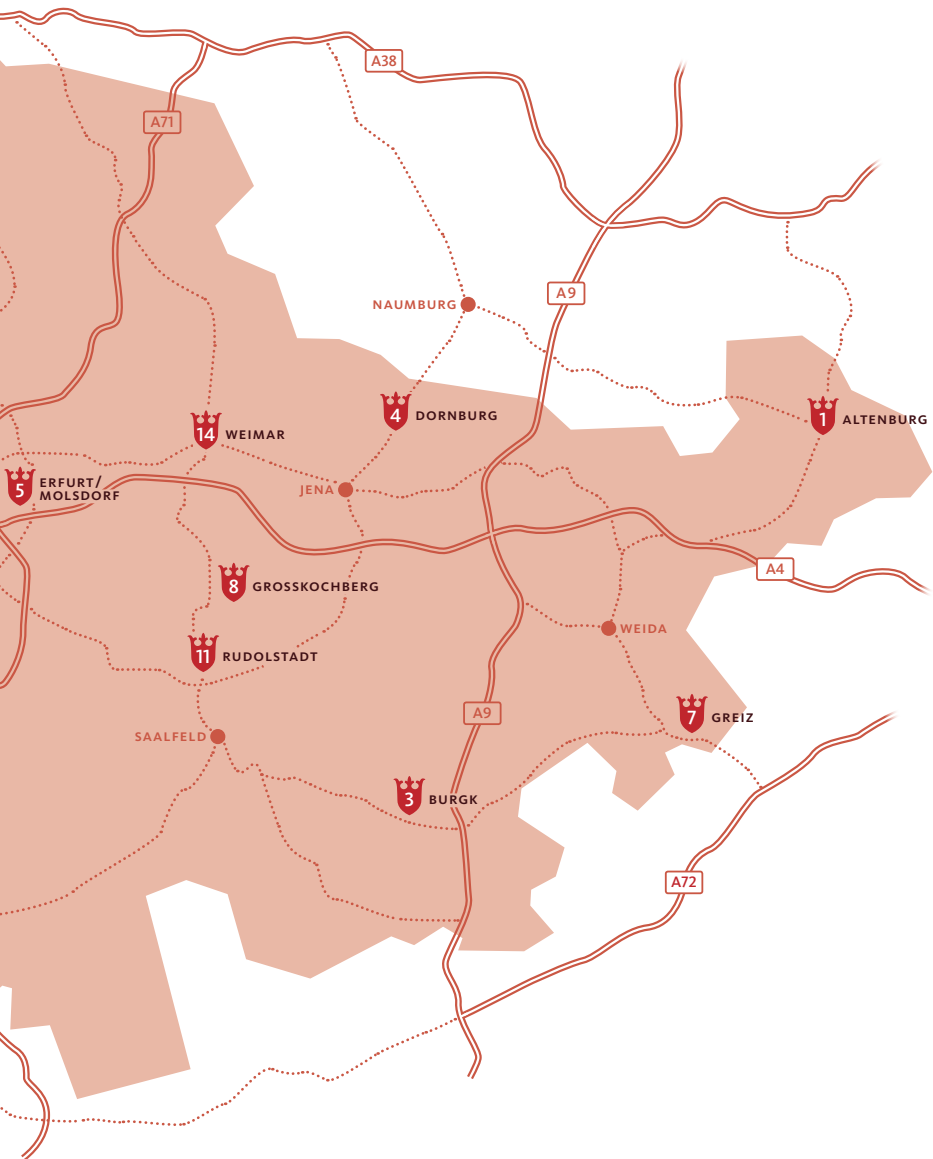 A38
A71
A9
NAUMBURG
4 DORNBURG
1 ALTENBURG
14 WEIMAR
5 ERFURT/
MOLSDORF
JENA
A4
8 GROSSKOCHBERG
WEIDA
11 RUDOLSTADT
A9
7 GREIZ
SAALFELD
3 BURGK
A72